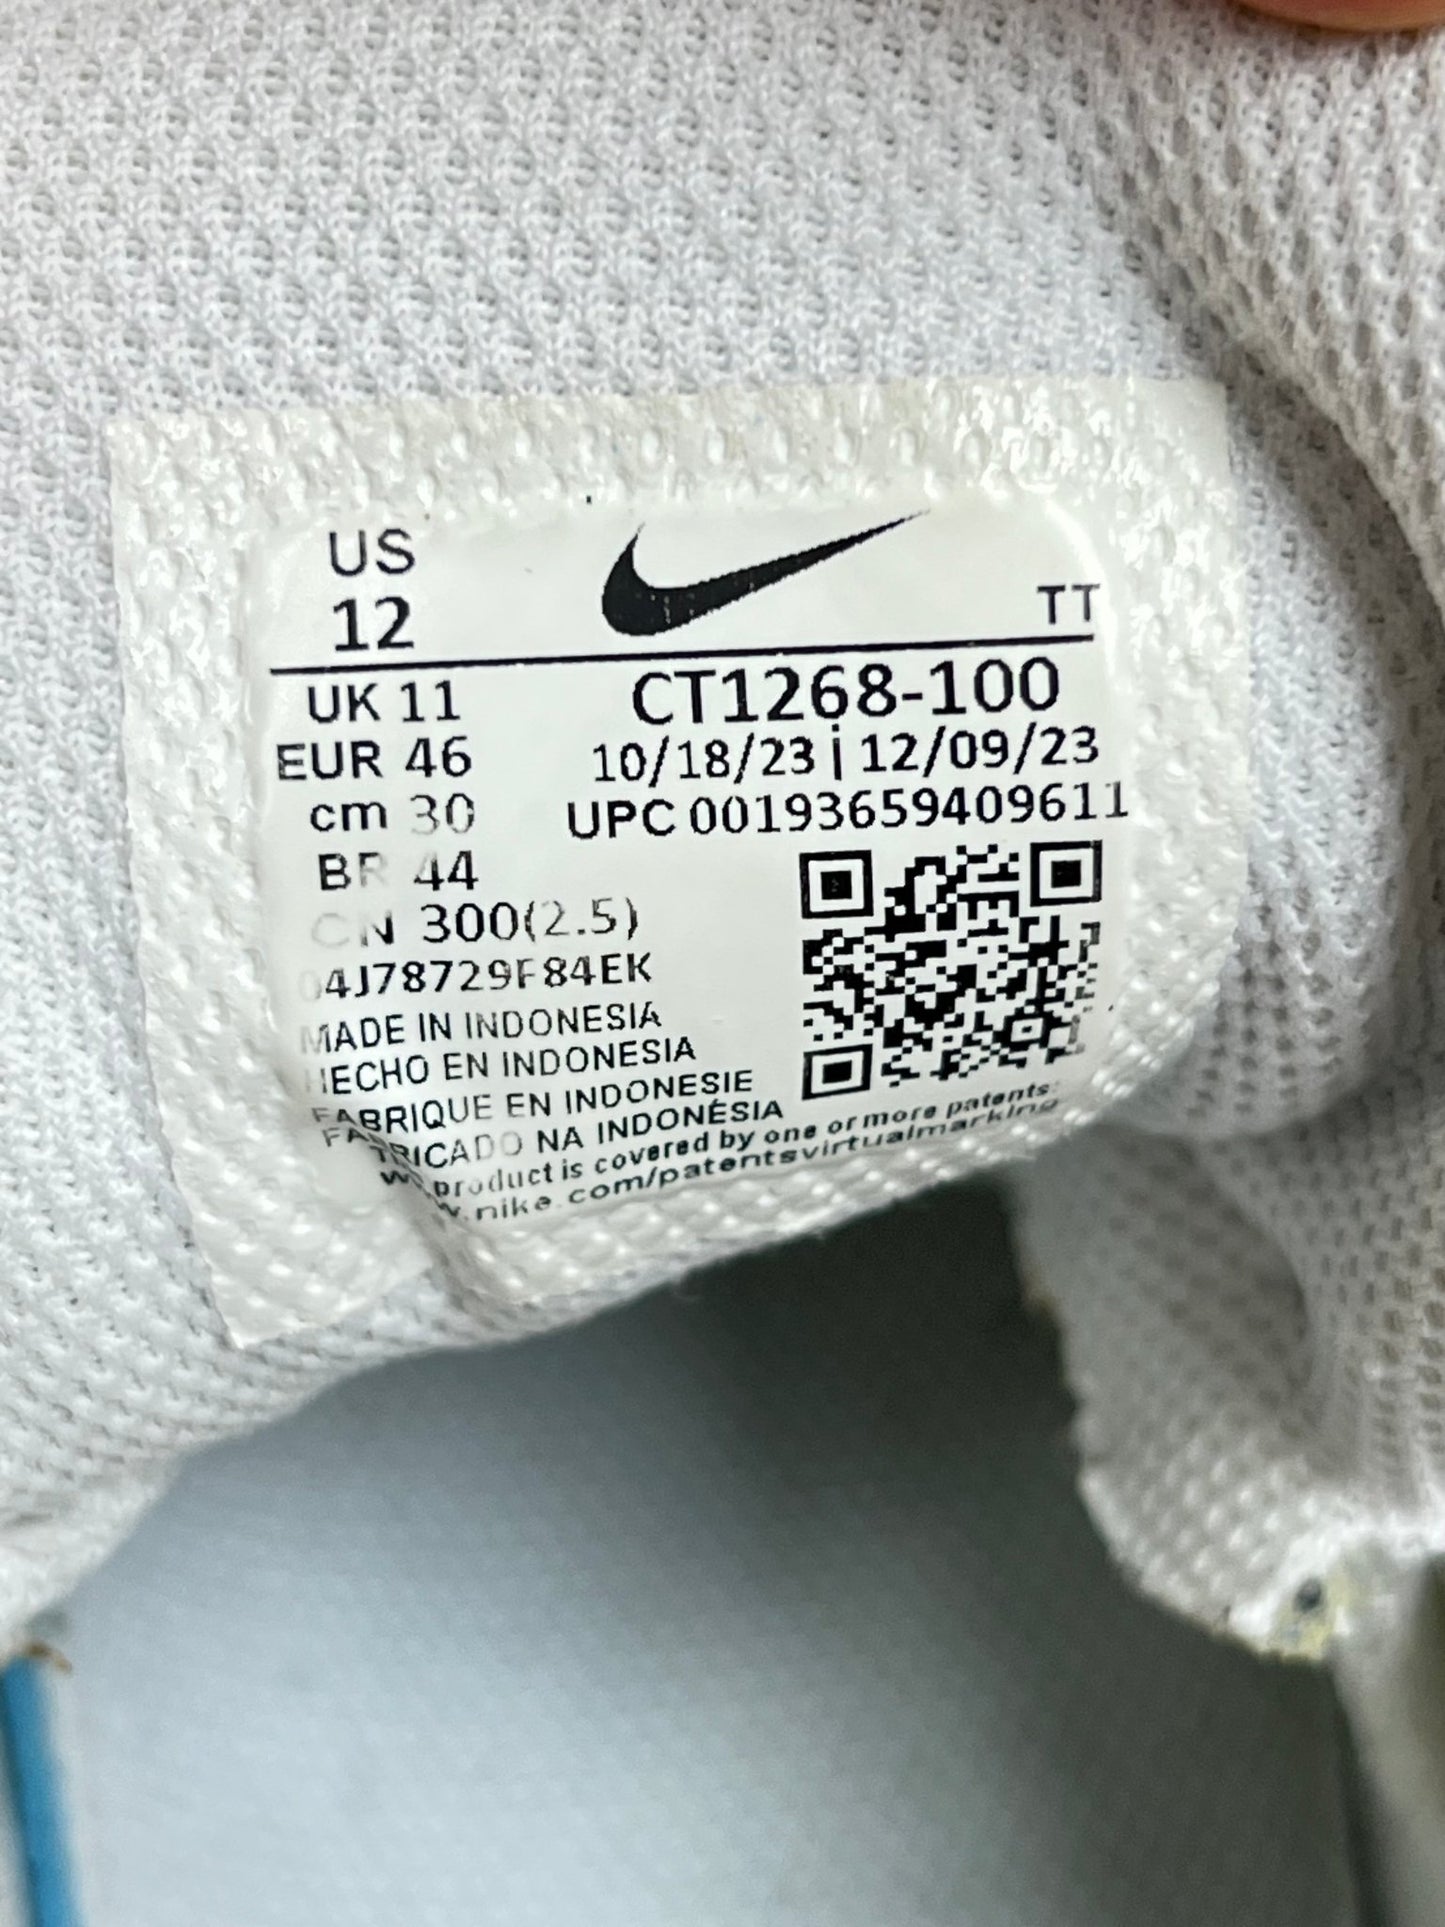 US
12
TT
UK 11
CT1268-100
EUR 46
10/18/23 | 12/09/23
cm 30
UPC 00193659409611
BR 44
CN 300(2.5)
04J78729F84EK
MADE IN INDONESIA
HECHO EN INDONESIA
FABRIQUE EN INDONESIE
FABRICADO NA INDONÉSIA
product is covered by one or more patents:
www.nike.com/patentsvirtualmarking